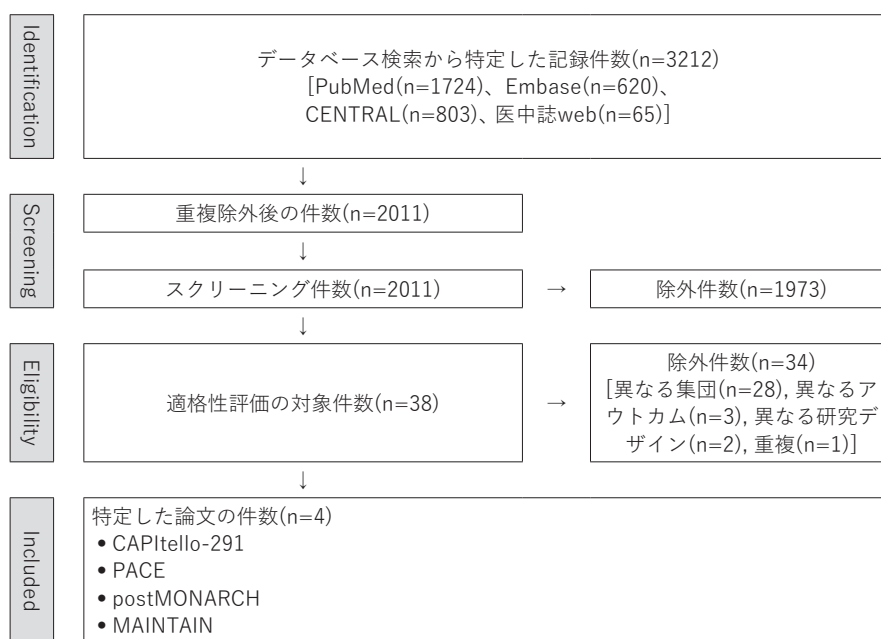 Identification
データベース検索から特定した記録件数(n=3212)
[PubMed(n=1724)、Embase(n=620)、
CENTRAL(n=803)、医中誌web(n=65)]
↓
Screening
重複除外後の件数(n=2011)
↓
スクリーニング件数(n=2011)
→
除外件数(n=1973)
↓
Eligibility
適格性評価の対象件数(n=38)
→
除外件数(n=34)
[異なる集団(n=28), 異なるア
ウトカム(n=3), 異なる研究デ
ザイン(n=2), 重複(n=1)]
↓
Included
特定した論文の件数(n=4)
• CAPItello-291
• PACE
• postMONARCH
• MAINTAIN